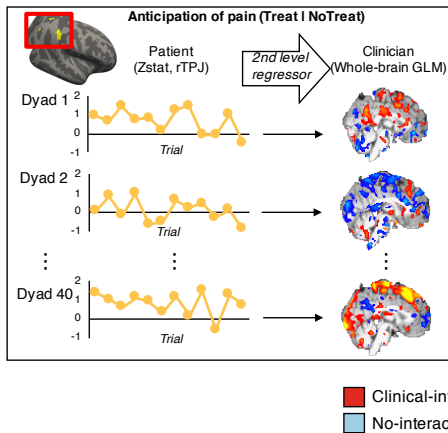 Anticipation of pain (Treat I NoTreat)
Patient
(Zstat, rTPJ)
2nd level
regressor
Clinician
(Whole-brain GLM)
Dyad 1
2
1
0
-1
Trial
Dyad 2
2
1
0
-1
Trial
Dyad 40
2
1
0
-1
Trial
Clinical-in
No-interac